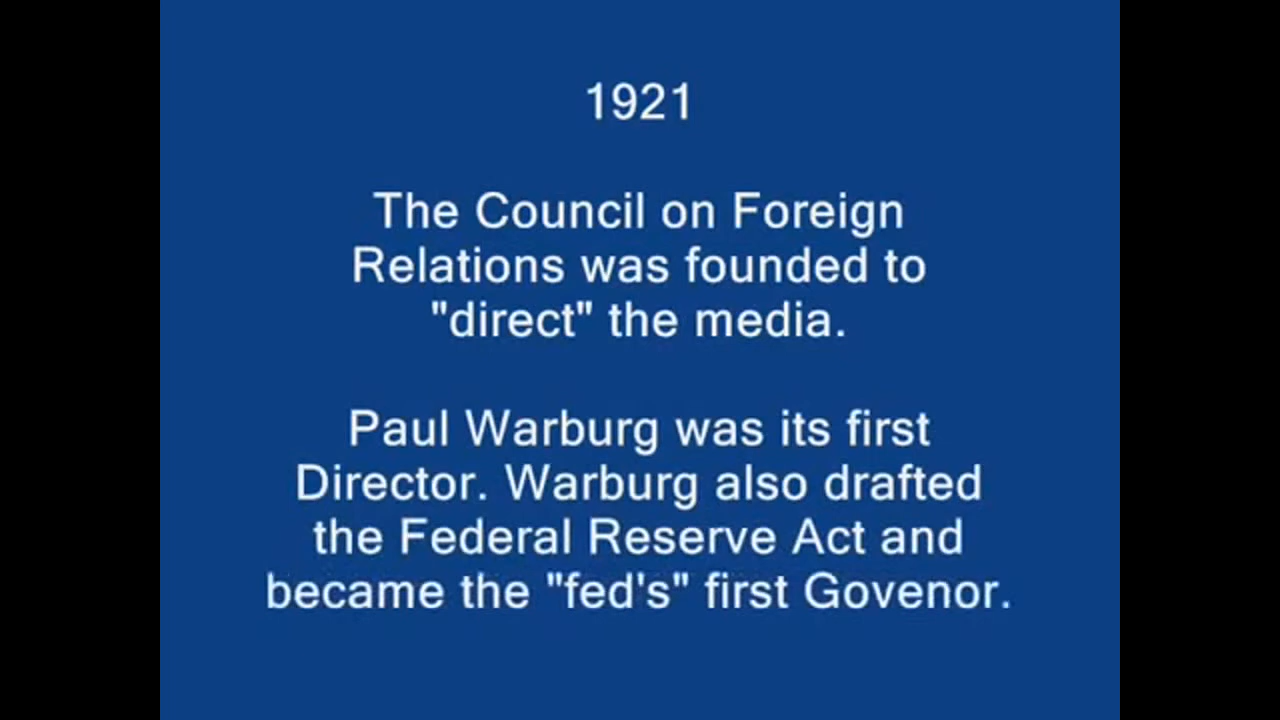 1921
The Council on Foreign
Relations was founded to
"direct" the media.
Paul Warburg was its first
Director. Warburg also drafted
the Federal Reserve Act and
became the "fed's" first Govenor.